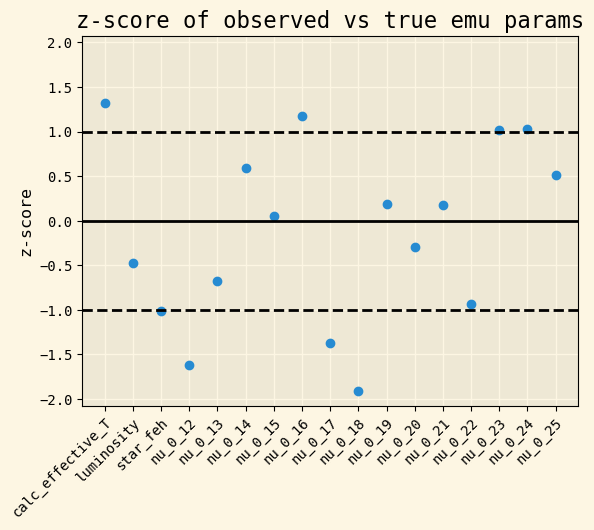 z-score of observed vs true emu params
z-score
2.0
1.5
1.0
0.5
0.0
−0.5
−1.0
−1.5
−2.0
calc_effective_T
luminosity
star_feh
nu_0_12
nu_0_13
nu_0_14
nu_0_15
nu_0_16
nu_0_17
nu_0_18
nu_0_19
nu_0_20
nu_0_21
nu_0_22
nu_0_23
nu_0_24
nu_0_25